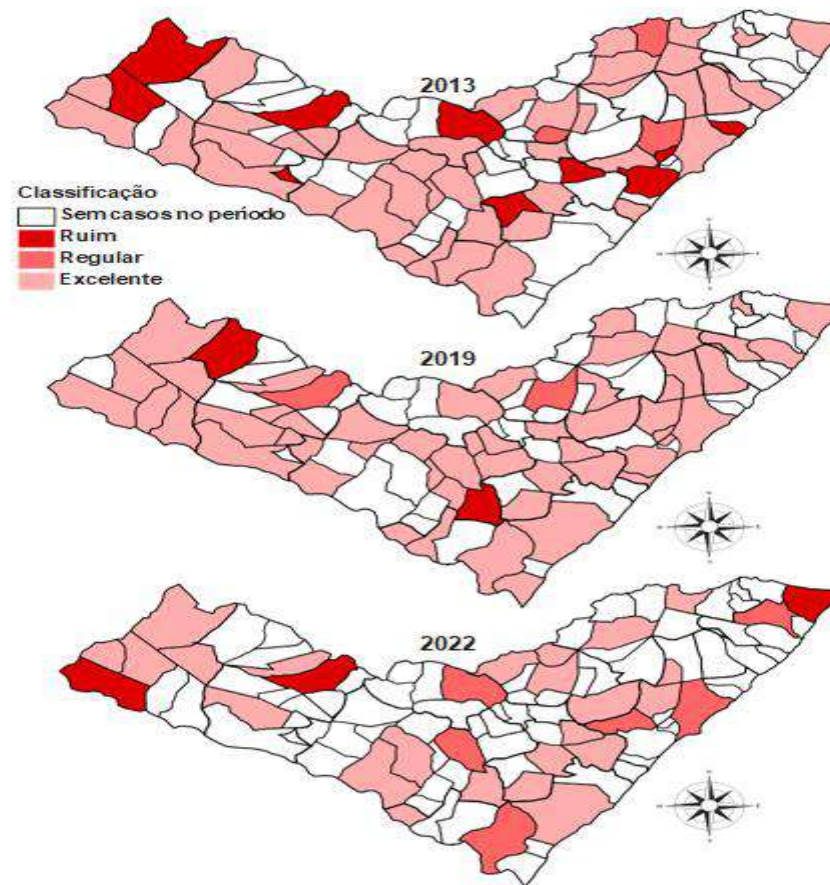 2013
Classificação
Sem casos no período
Ruim
Regular
Excelente
2019
2022